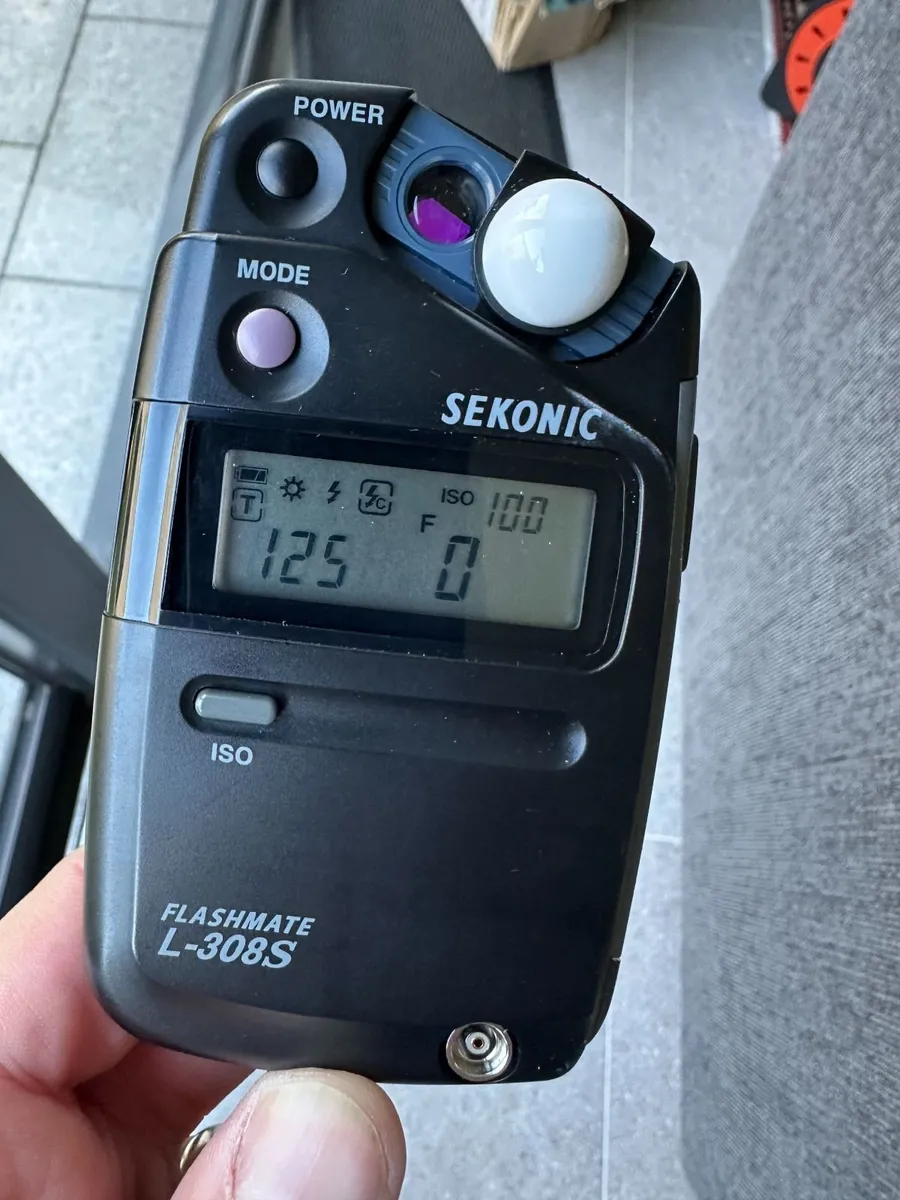 POWER
MODE
SEKONIC
ISO 100
T
C
F
125 0
ISO
FLASHMATE
L-308S